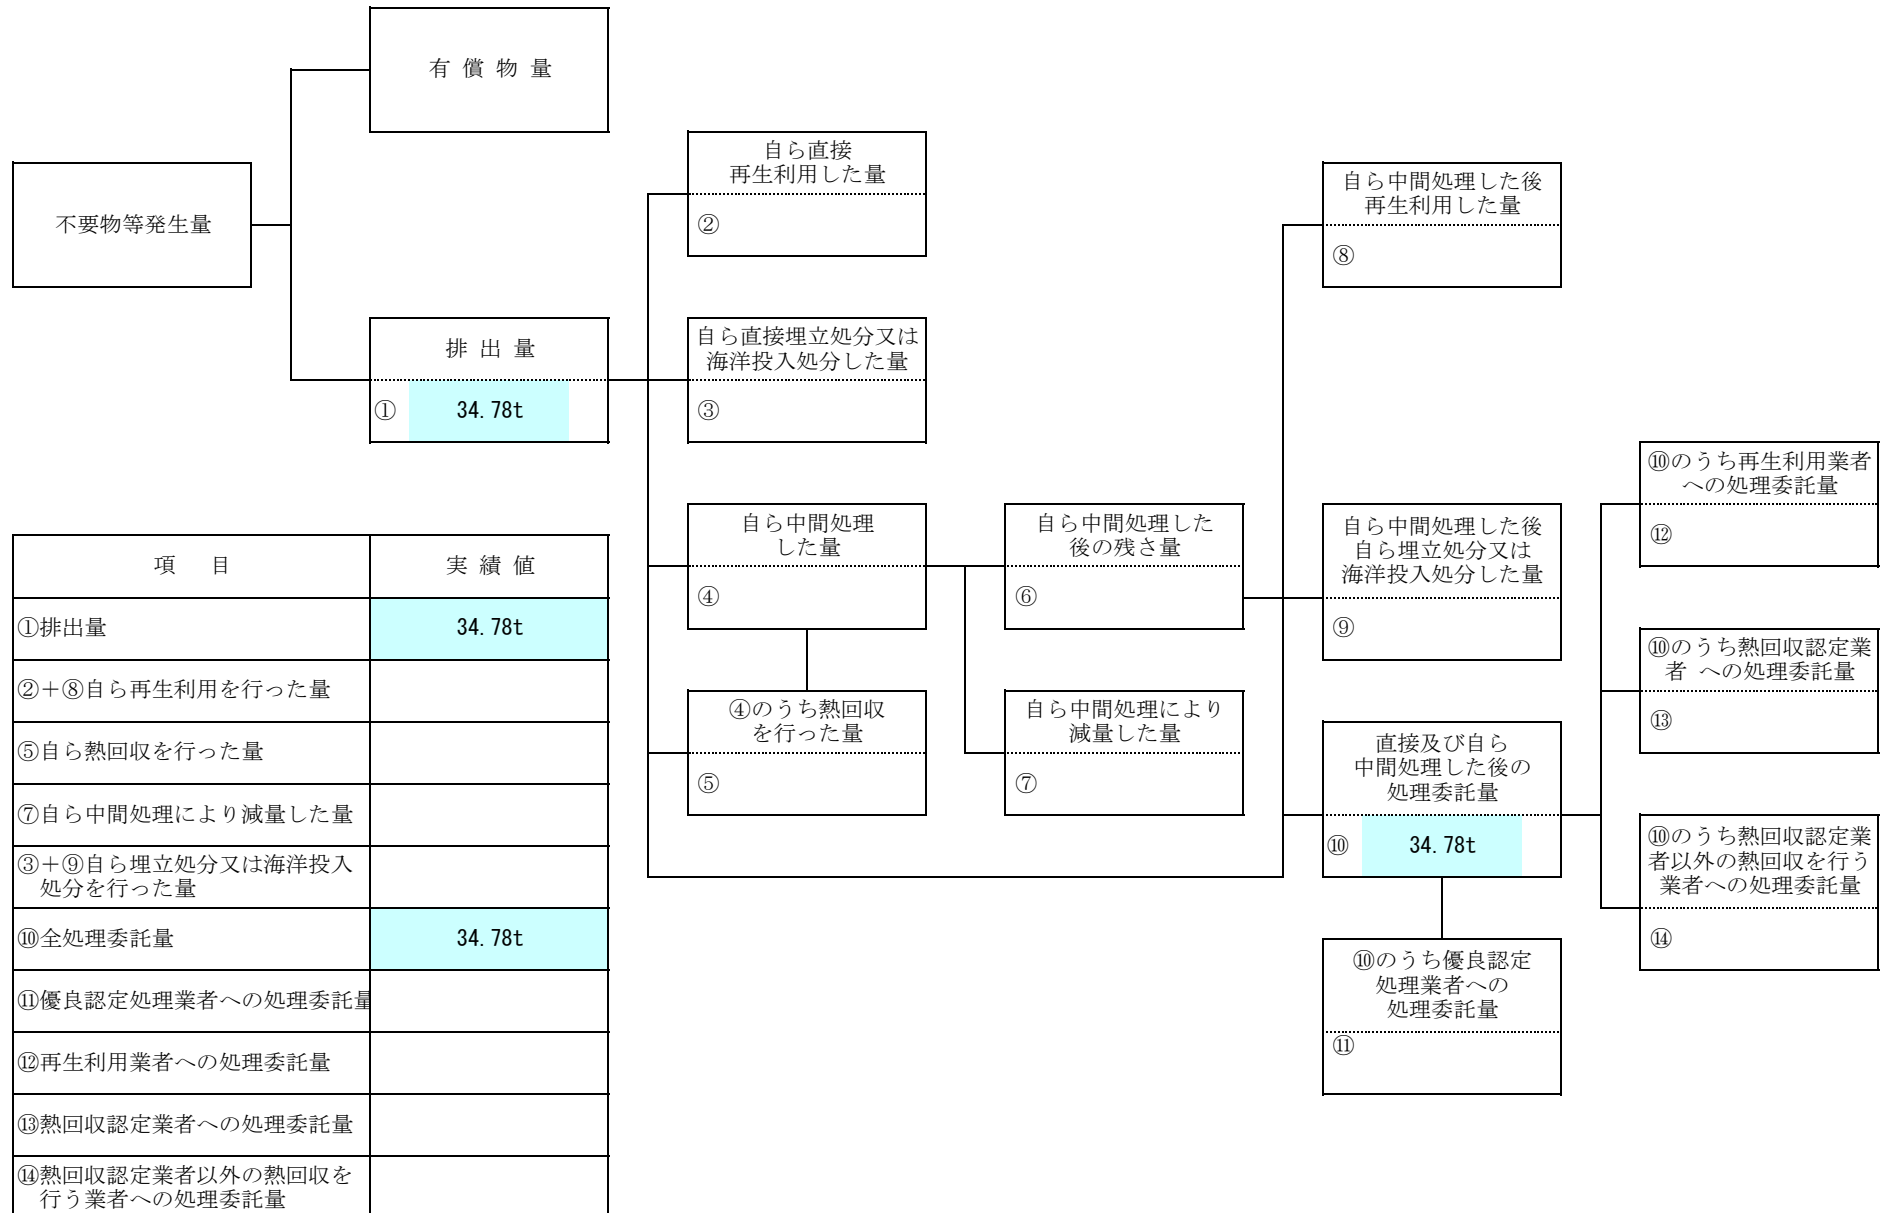 有 償 物 量
不要物等発生量
排 出 量
① 34.78t
自ら直接
再生利用した量
②
自ら直接埋立処分又は
海洋投入処分した量
③
自ら中間処理
した量
④
④のうち熱回収
を行った量
⑤
自ら中間処理した
後の残さ量
⑥
自ら中間処理により
減量した量
⑦
自ら中間処理した後
再生利用した量
⑧
自ら中間処理した後
自ら埋立処分又は
海洋投入処分した量
⑨
直接及び自ら
中間処理した後の
処理委託量
⑩ 34.78t
⑩のうち優良認定
処理業者への
処理委託量
⑪
⑩のうち再生利用業者
への処理委託量
⑫
⑩のうち熱回収認定業
者 への処理委託量
⑬
⑩のうち熱回収認定業
者以外の熱回収を行う
業者への処理委託量
⑭
項 目 実 績 値
①排出量 34.78t
②+⑧自ら再生利用を行った量
⑤自ら熱回収を行った量
⑦自ら中間処理により減量した量
③+⑨自ら埋立処分又は海洋投入
処分を行った量
⑩全処理委託量 34.78t
⑪優良認定処理業者への処理委託量
⑫再生利用業者への処理委託量
⑬熱回収認定業者への処理委託量
⑭熱回収認定業者以外の熱回収を
行う業者への処理委託量